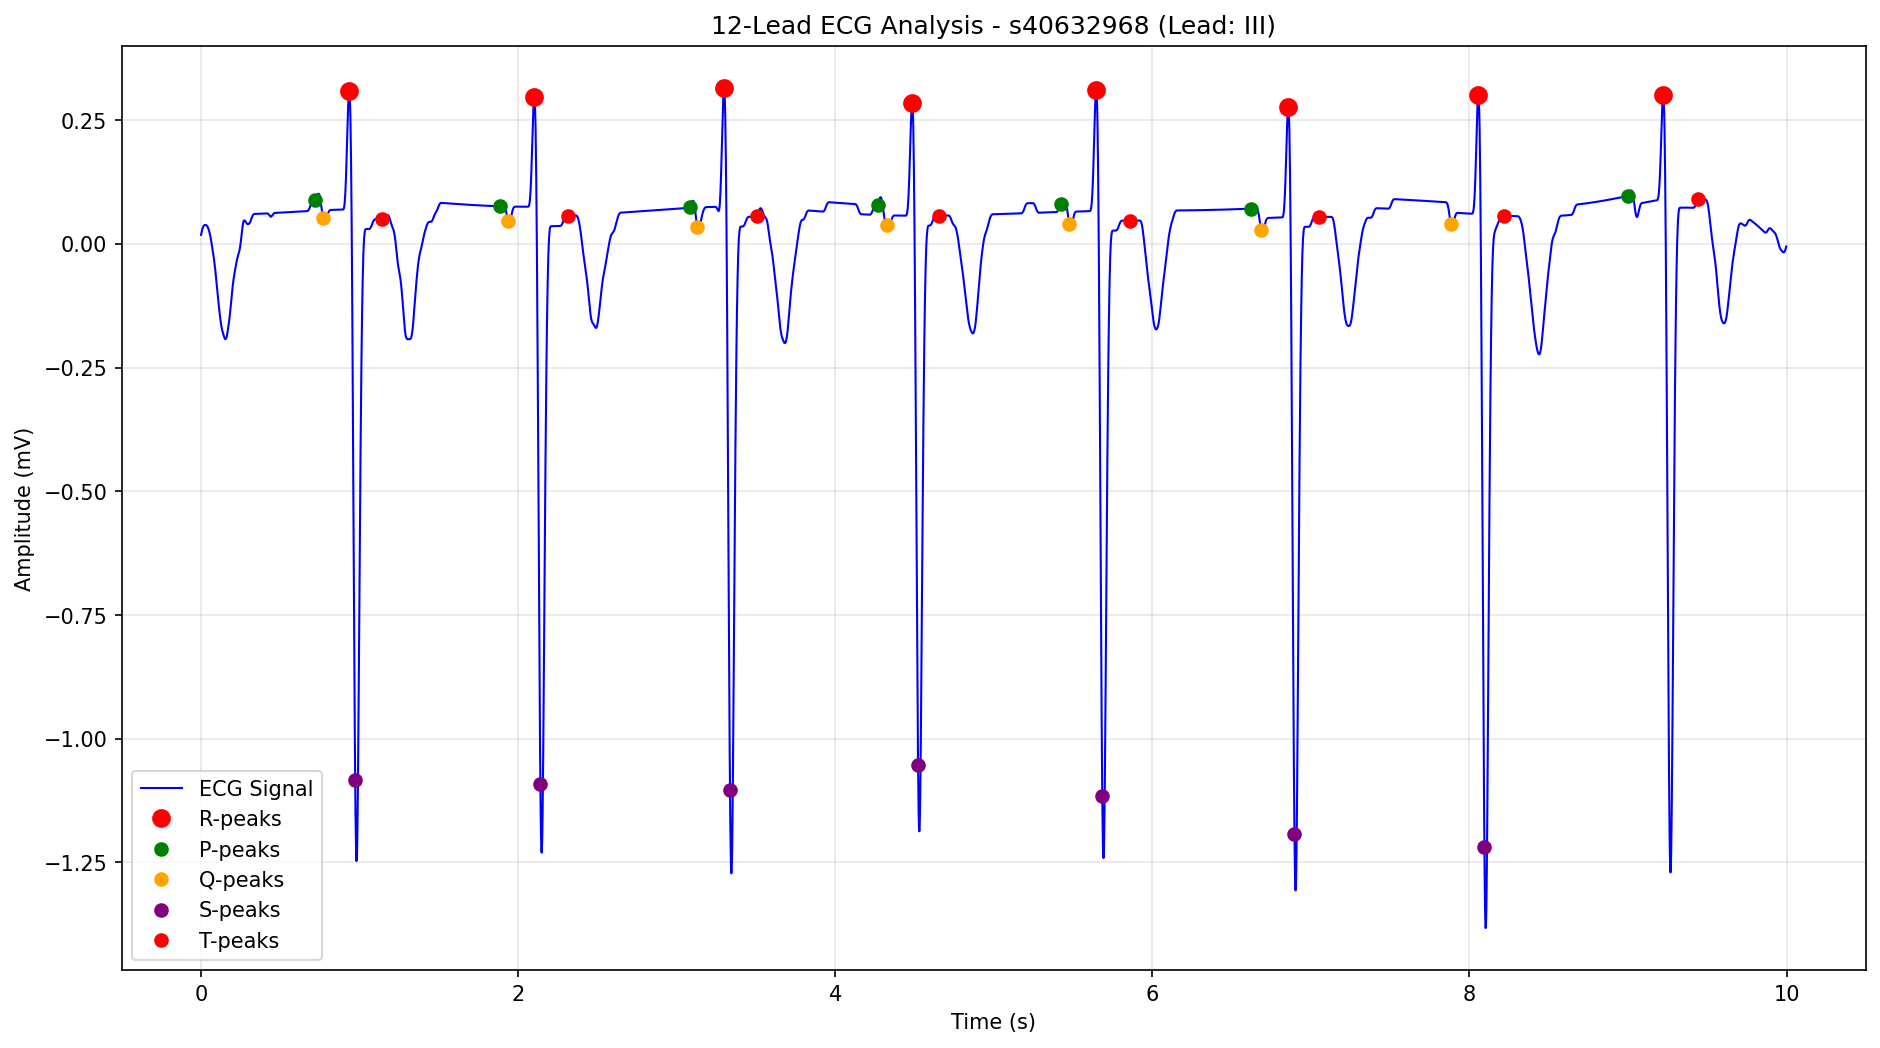 12-Lead ECG Analysis - s40632968 (Lead: III)
Amplitude (mV)
0.25
0.00
−0.25
−0.50
−0.75
−1.00
−1.25
ECG Signal
R-peaks
P-peaks
Q-peaks
S-peaks
T-peaks
0 2 4 6 8 10
Time (s)